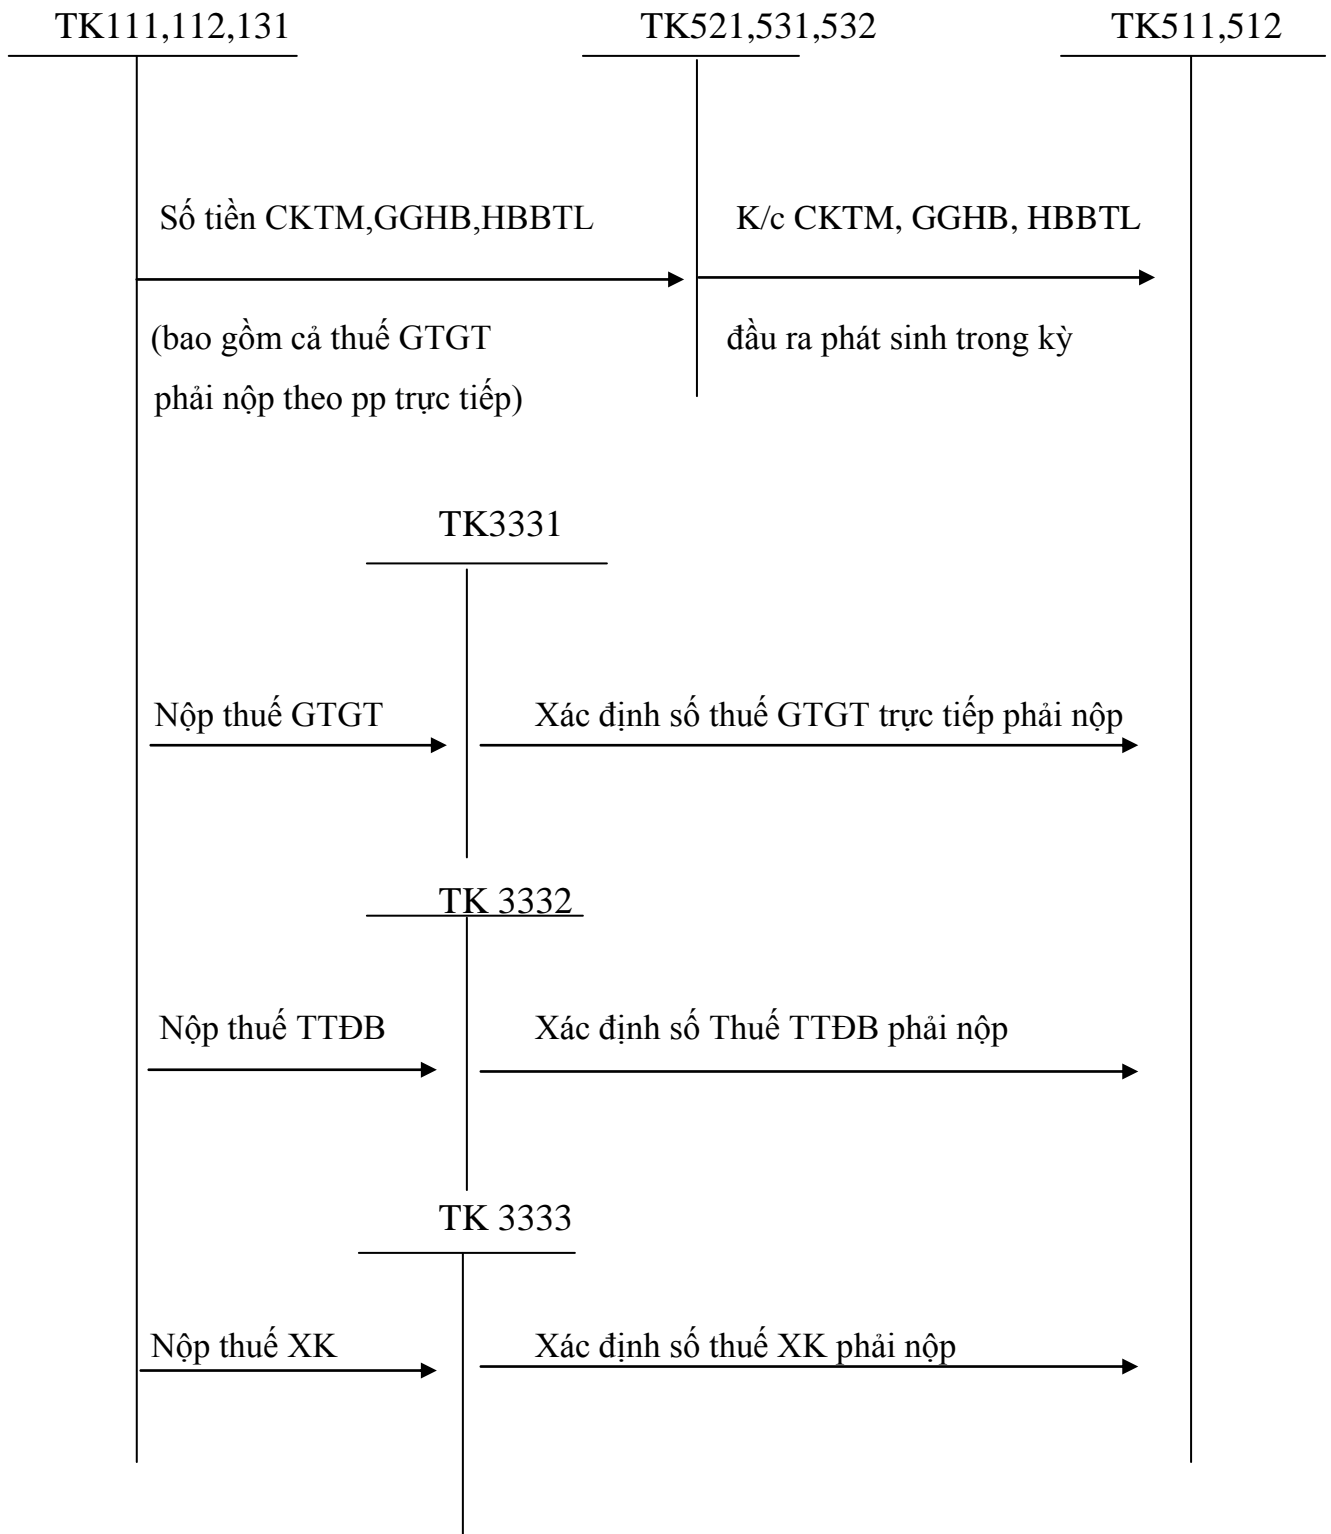 TK111,112,131
TK521,531,532
TK511,512
Số tiền CKTM,GGHB,HBBTL
K/c CKTM, GGHB, HBBTL
(bao gồm cả thuế GTGT
đầu ra phát sinh trong kỳ
phải nộp theo pp trực tiếp)
TK3331
Nộp thuế GTGT
Xác định số thuế GTGT trực tiếp phải nộp
TK 3332
Nộp thuế TTĐB
Xác định số Thuế TTĐB phải nộp
TK 3333
Nộp thuế XK
Xác định số thuế XK phải nộp